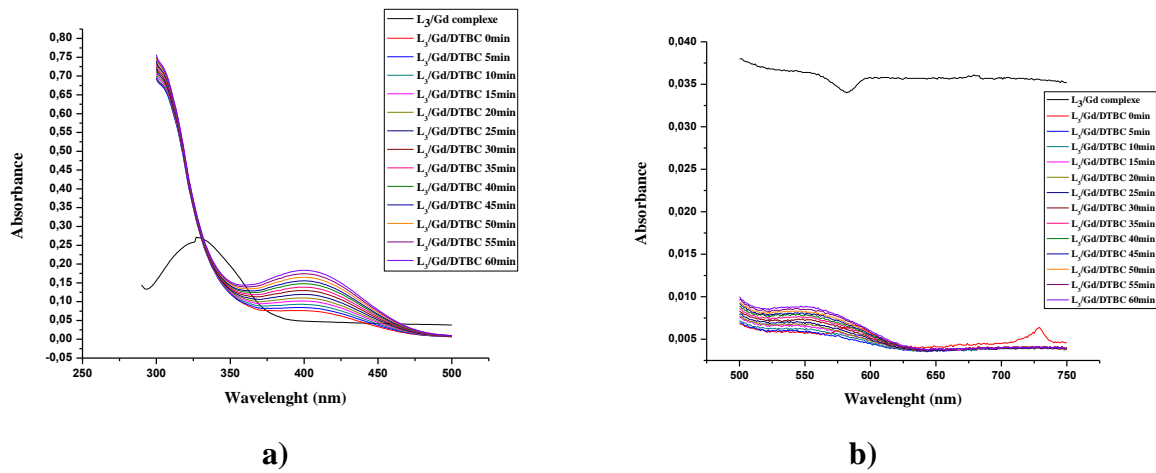 L3/Gd complexe
L3/Gd/DTBC 0min
L3/Gd/DTBC 5min
L3/Gd/DTBC 10min
L3/Gd/DTBC 15min
L3/Gd/DTBC 20min
L3/Gd/DTBC 25min
L3/Gd/DTBC 30min
L3/Gd/DTBC 35min
L3/Gd/DTBC 40min
L3/Gd/DTBC 45min
L3/Gd/DTBC 50min
L3/Gd/DTBC 55min
L3/Gd/DTBC 60min
0,80
0,75
0,70
0,65
0,60
0,55
0,50
0,45
0,40
0,35
0,30
0,25
0,20
0,15
0,10
0,05
0,00
-0,05
Absorbance
250 300 350 400 450 500
Wavelenght (nm)
a)
0,040
0,035
0,030
0,025
0,020
0,015
0,010
0,005
Absorbance
L3/Gd complexe
L3/Gd/DTBC 0min
L3/Gd/DTBC 5min
L3/Gd/DTBC 10min
L3/Gd/DTBC 15min
L3/Gd/DTBC 20min
L3/Gd/DTBC 25min
L3/Gd/DTBC 30min
L3/Gd/DTBC 35min
L3/Gd/DTBC 40min
L3/Gd/DTBC 45min
L3/Gd/DTBC 50min
L3/Gd/DTBC 55min
L3/Gd/DTBC 60min
500 550 600 650 700 750
Wavelenght (nm)
b)